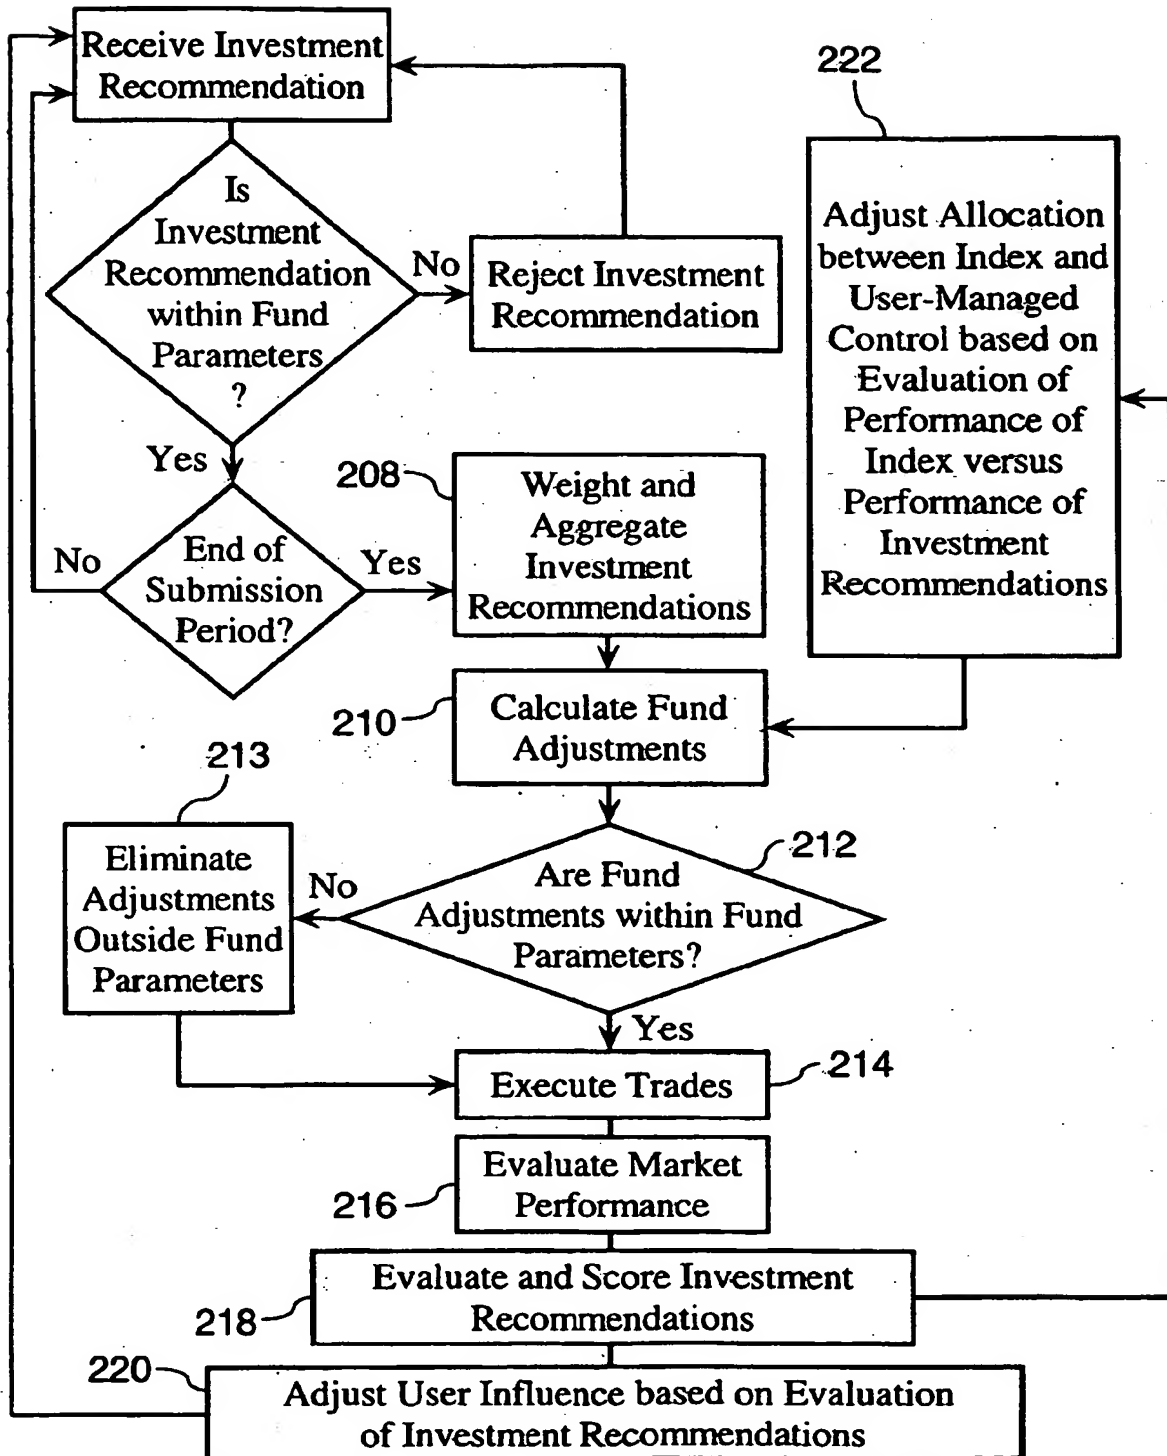 Receive Investment
Recommendation
222
Is
Investment
Recommendation
within Fund
Parameters
?
No
Reject Investment
Recommendation
Adjust Allocation
between Index and
User-Managed
Control based on
Evaluation of
Performance of
Index versus
Performance of
Investment
Recommendations
Yes
208
Weight and
Aggregate
Investment
Recommendations
No
End of
Submission
Period?
Yes
210
Calculate Fund
Adjustments
213
Eliminate
Adjustments
Outside Fund
Parameters
No
212
Are Fund
Adjustments within Fund
Parameters?
Yes
Execute Trades
214
Evaluate Market
Performance
216
Evaluate and Score Investment
Recommendations
218
220
Adjust User Influence based on Evaluation
of Investment Recommendations